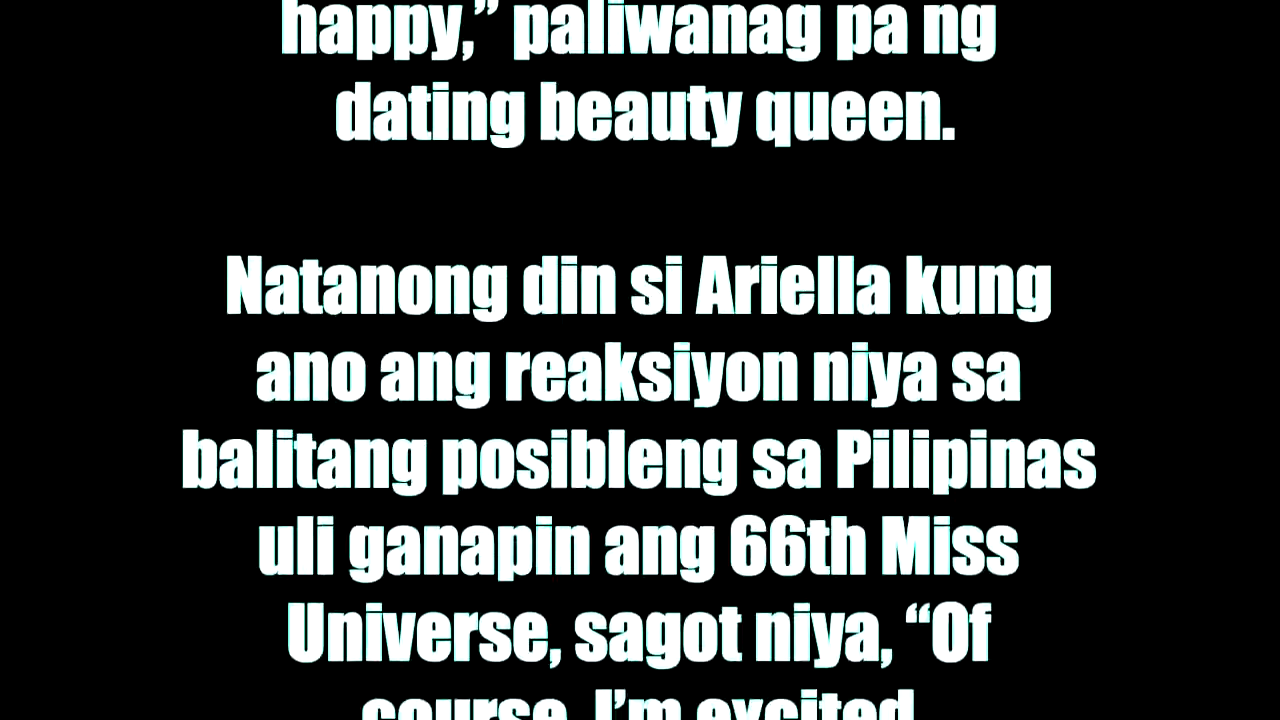 happy,” paliwanag pa ng
dating beauty queen.
Natanong din si Ariella kung
ano ang reaksiyon niya sa
balitang posibleng sa Pilipinas
uli ganapin ang 66th Miss
Universe, sagot niya, “Of
course, I’m excited